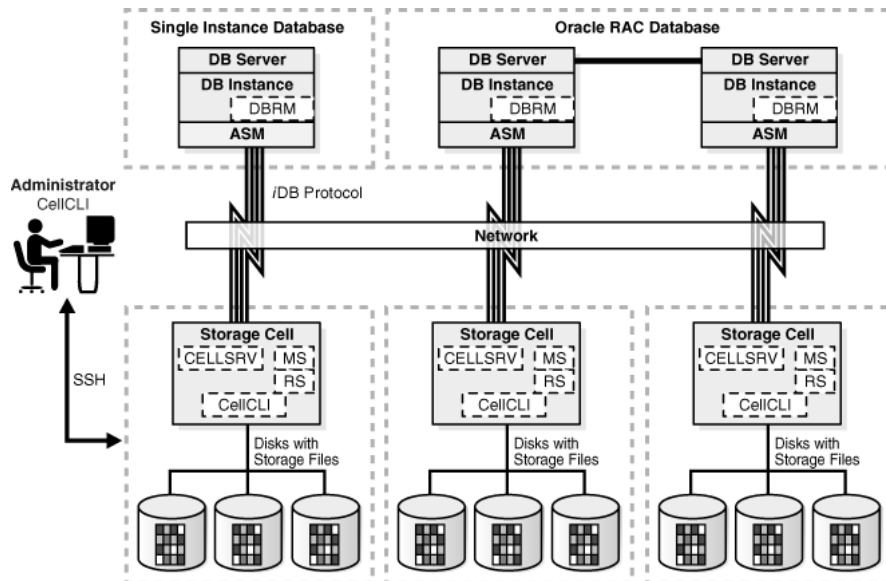 Single Instance Database
Oracle RAC Database
DB Server
DB Instance
DBRM
ASM
DB Server
DB Instance
DBRM
ASM
DB Server
DB Instance
DBRM
ASM
Administrator
CellCLI
iDB Protocol
Network
SSH
Storage Cell
CELLSRV
MS
RS
CellCLI
Disks with
Storage Files
Storage Cell
CELLSRV
MS
RS
CellCLI
Disks with
Storage Files
Storage Cell
CELLSRV
MS
RS
CellCLI
Disks with
Storage Files